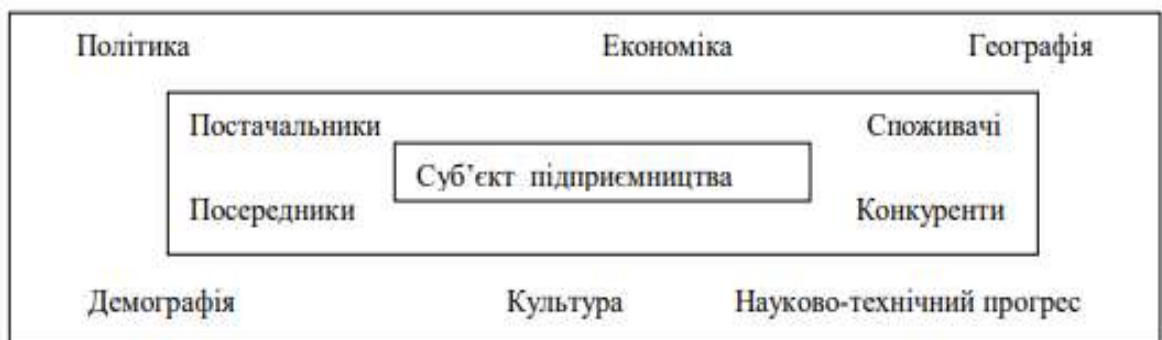 Політика Економіка Географія
Постачальники Споживачі
Суб’єкт підприємництва
Посередники Конкуренти
Демографія Культура Науково-технічний прогрес